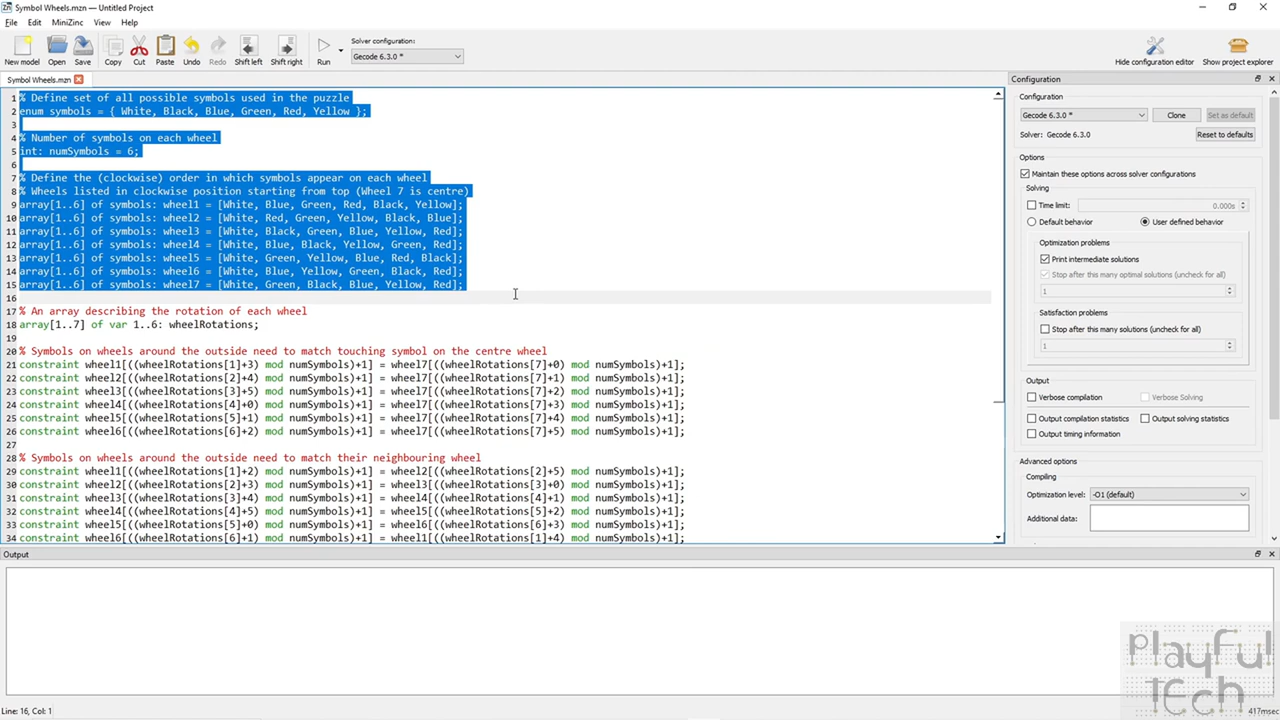 Symbol Wheels.mzn — Untitled Project
File Edit MiniZinc View Help
New model Open Save Copy Cut Paste Undo Redo Shift left Shift right Run
Solver configuration:
Gecode 6.3.0 *
Hide configuration editor Show project explorer
Symbol Wheels.mzn
1 % Define set of all possible symbols used in the puzzle
2 enum symbols = { White, Black, Blue, Green, Red, Yellow };
3
4 % Number of symbols on each wheel
5 int: numSymbols = 6;
6
7 % Define the (clockwise) order in which symbols appear on each wheel
8 % Wheels listed in clockwise position starting from top (Wheel 7 is centre)
9 array[1..6] of symbols: wheel1 = [White, Blue, Green, Red, Black, Yellow];
10 array[1..6] of symbols: wheel2 = [White, Red, Green, Yellow, Black, Blue];
11 array[1..6] of symbols: wheel3 = [White, Black, Green, Blue, Yellow, Red];
12 array[1..6] of symbols: wheel4 = [White, Blue, Black, Yellow, Green, Red];
13 array[1..6] of symbols: wheel5 = [White, Green, Yellow, Blue, Red, Black];
14 array[1..6] of symbols: wheel6 = [White, Blue, Yellow, Green, Black, Red];
15 array[1..6] of symbols: wheel7 = [White, Green, Black, Blue, Yellow, Red];
16
17 % An array describing the rotation of each wheel
18 array[1..7] of var 1..6: wheelRotations;
19
20 % Symbols on wheels around the outside need to match touching symbol on the centre wheel
21 constraint wheel1[((wheelRotations[1]+3) mod numSymbols)+1] = wheel7[((wheelRotations[7]+0) mod numSymbols)+1];
22 constraint wheel2[((wheelRotations[2]+4) mod numSymbols)+1] = wheel7[((wheelRotations[7]+1) mod numSymbols)+1];
23 constraint wheel3[((wheelRotations[3]+5) mod numSymbols)+1] = wheel7[((wheelRotations[7]+2) mod numSymbols)+1];
24 constraint wheel4[((wheelRotations[4]+0) mod numSymbols)+1] = wheel7[((wheelRotations[7]+3) mod numSymbols)+1];
25 constraint wheel5[((wheelRotations[5]+1) mod numSymbols)+1] = wheel7[((wheelRotations[7]+4) mod numSymbols)+1];
26 constraint wheel6[((wheelRotations[6]+2) mod numSymbols)+1] = wheel7[((wheelRotations[7]+5) mod numSymbols)+1];
27
28 % Symbols on wheels around the outside need to match their neighbouring wheel
29 constraint wheel1[((wheelRotations[1]+2) mod numSymbols)+1] = wheel2[((wheelRotations[2]+5) mod numSymbols)+1];
30 constraint wheel2[((wheelRotations[2]+3) mod numSymbols)+1] = wheel3[((wheelRotations[3]+0) mod numSymbols)+1];
31 constraint wheel3[((wheelRotations[3]+4) mod numSymbols)+1] = wheel4[((wheelRotations[4]+1) mod numSymbols)+1];
32 constraint wheel4[((wheelRotations[4]+5) mod numSymbols)+1] = wheel5[((wheelRotations[5]+2) mod numSymbols)+1];
33 constraint wheel5[((wheelRotations[5]+0) mod numSymbols)+1] = wheel6[((wheelRotations[6]+3) mod numSymbols)+1];
34 constraint wheel6[((wheelRotations[6]+1) mod numSymbols)+1] = wheel1[((wheelRotations[1]+4) mod numSymbols)+1];
Configuration
Configuration
Gecode 6.3.0 * Clone Set as default
Solver: Gecode 6.3.0 Reset to defaults
Options
Maintain these options across solver configurations
Solving
Time limit: 0.000s
Default behavior User defined behavior
Optimization problems
Print intermediate solutions
Stop after this many optimal solutions (uncheck for all)
1
Satisfaction problems
Stop after this many solutions (uncheck for all)
1
Output
Verbose compilation Verbose Solving
Output compilation statistics Output solving statistics
Output timing information
Advanced options
Compiling
Optimization level: -O1 (default)
Additional data:
Output
Playful
tech
Line: 16, Col: 1
417msec